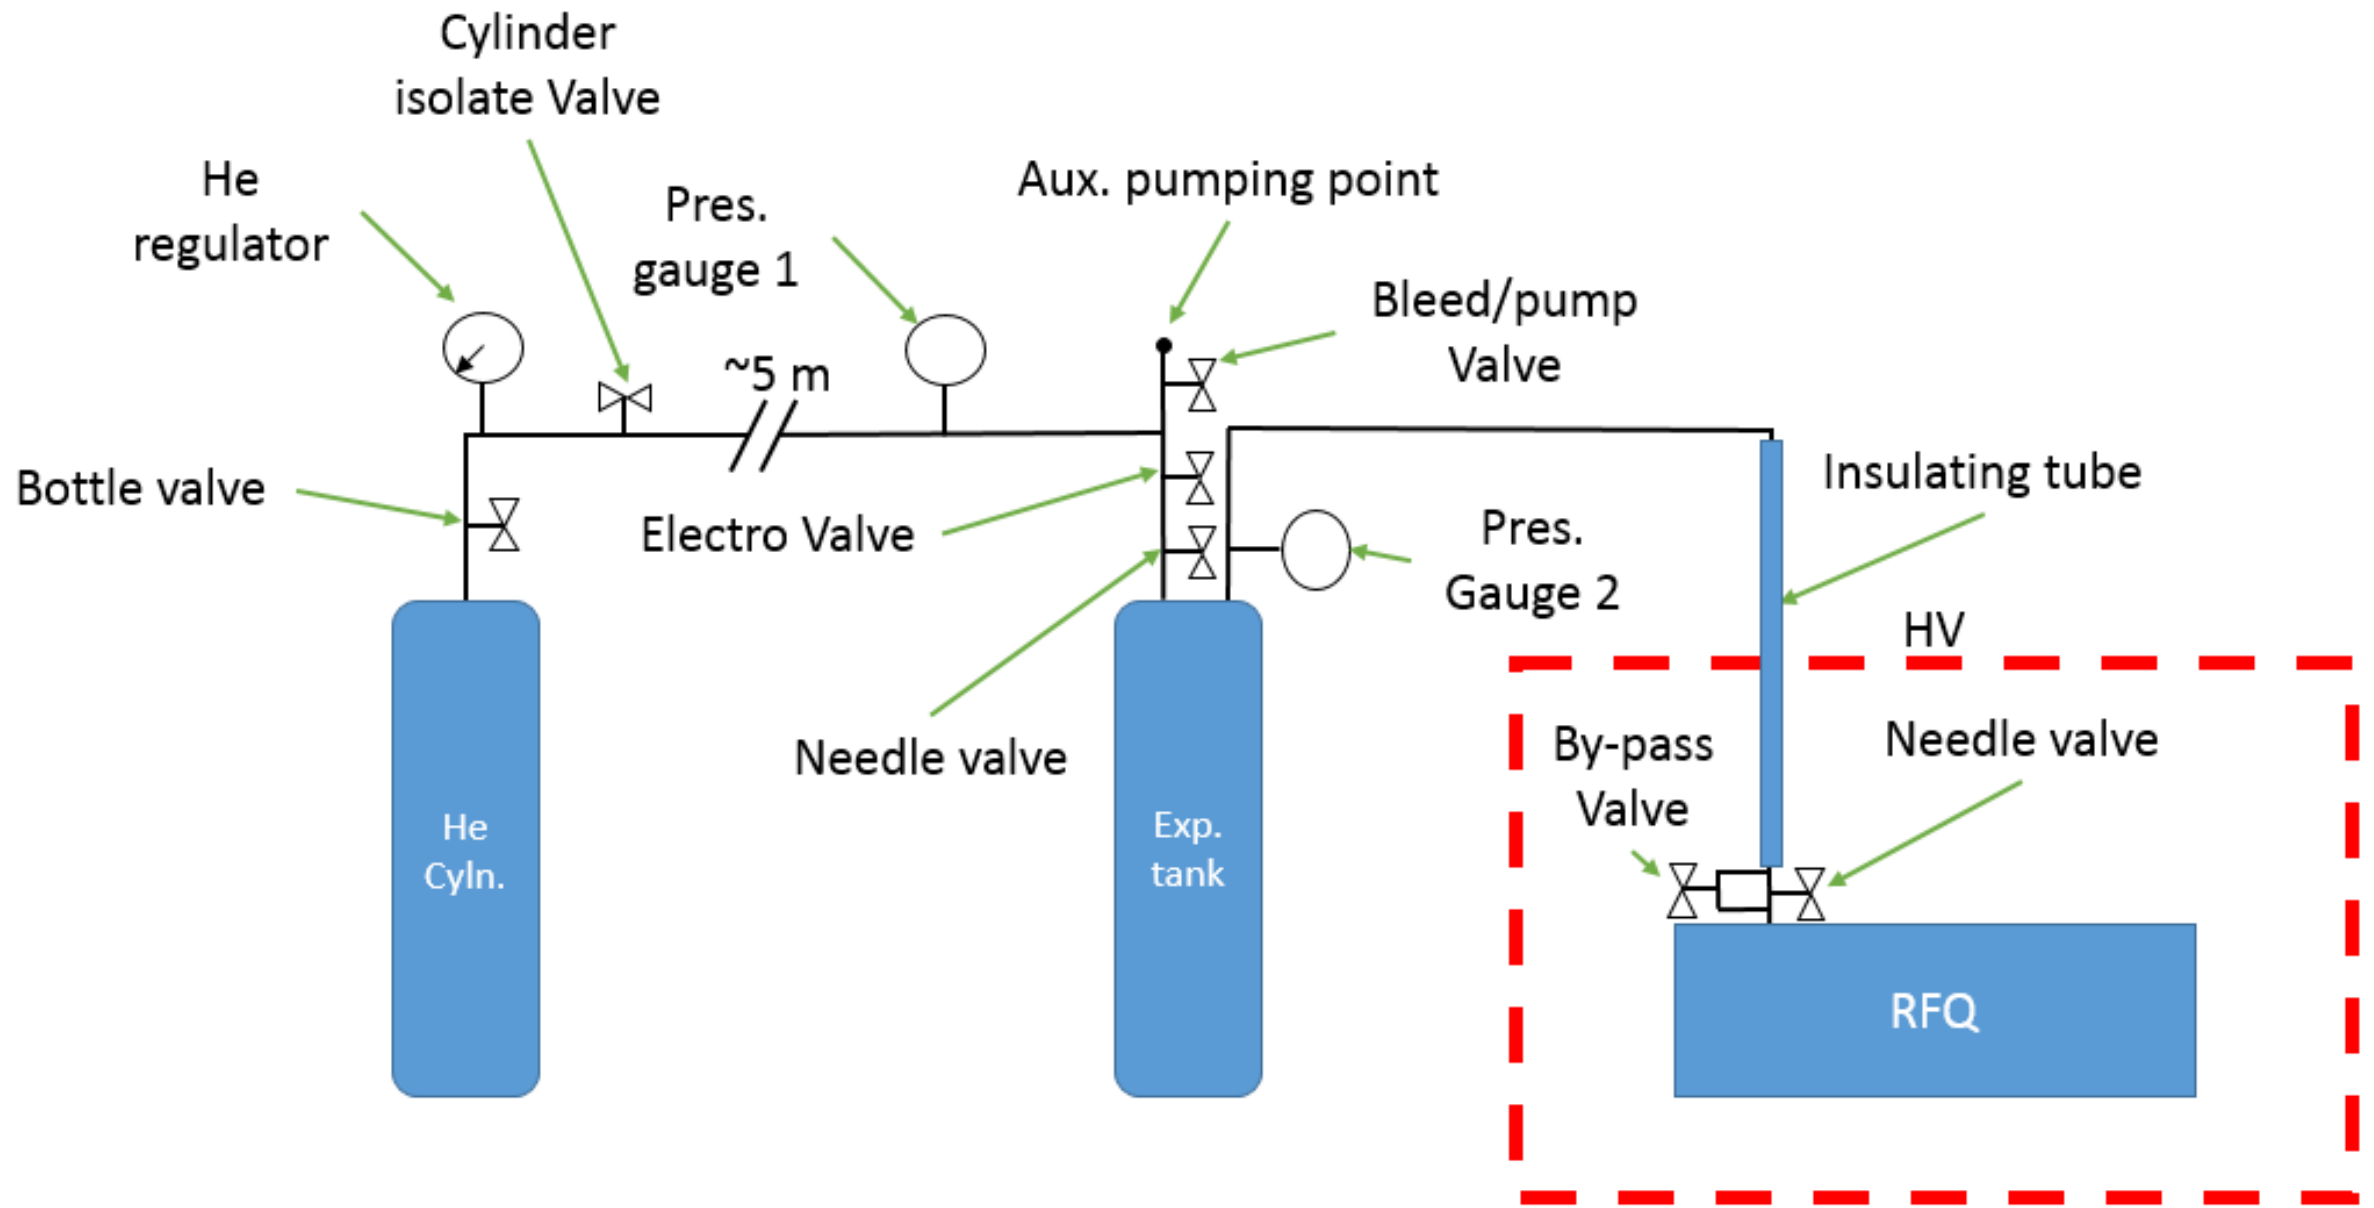 Cylinder
isolate Valve
He
regulator
Pres.
gauge 1
Aux. pumping point
Bleed/pump
Valve
~5 m
Bottle valve
Electro Valve
Insulating tube
Pres.
Gauge 2
HV
Needle valve
By-pass
Valve
Needle valve
He
Cyln.
Exp.
tank
RFQ